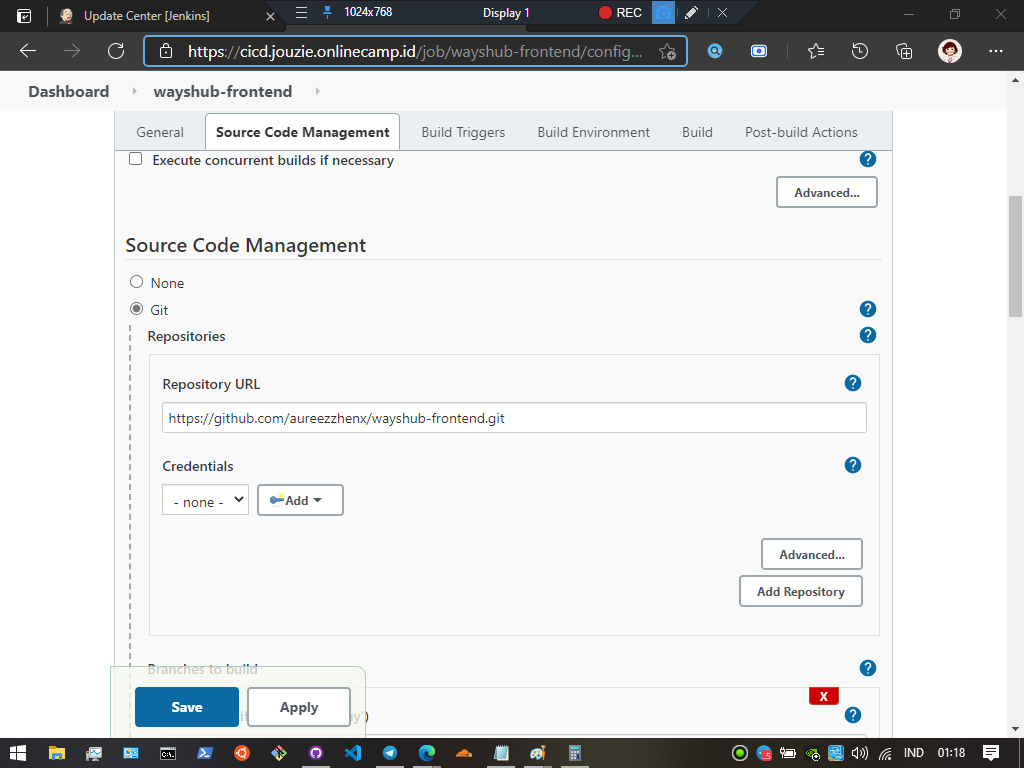 Update Center [Jenkins]
1024x768
Display 1
REC
https://cicd.jouzie.onlinecamp.id/job/wayshub-frontend/config...
Dashboard
wayshub-frontend
General
Source Code Management
Build Triggers
Build Environment
Build
Post-build Actions
Execute concurrent builds if necessary
?
Advanced...
Source Code Management
None
Git
?
Repositories
?
Repository URL
?
https://github.com/aureezzhenx/wayshub-frontend.git
Credentials
?
- none -
Add
Advanced...
Add Repository
Branches to build
?
X
Save
Apply
?
IND
01:18